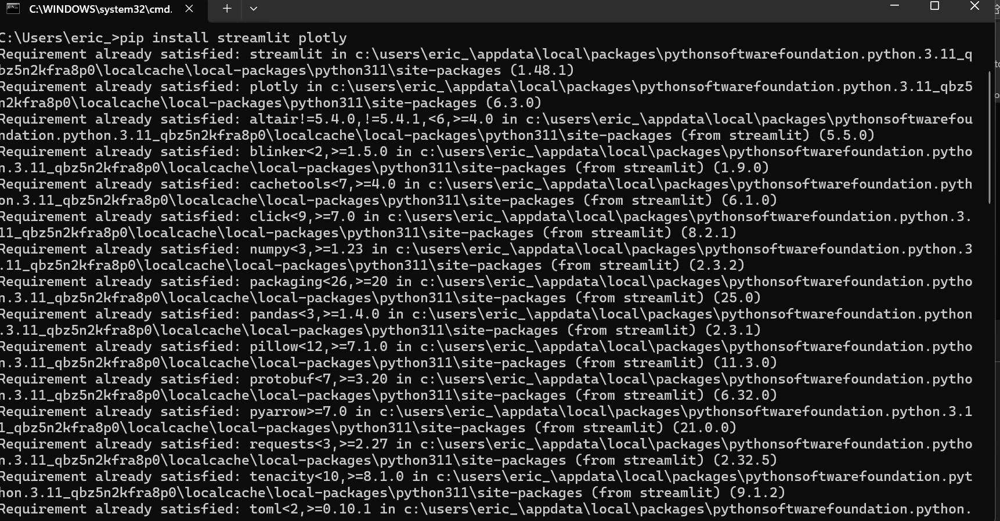 C:\WINDOWS\system32\cmd.
C:\Users\eric_>pip install streamlit plotly
Requirement already satisfied: streamlit in c:\users\eric_\appdata\local\packages\pythonsoftwarefoundation.python.3.11_q
bz5n2kfra8p0\localcache\local-packages\python311\site-packages (1.48.1)
Requirement already satisfied: plotly in c:\users\eric_\appdata\local\packages\pythonsoftwarefoundation.python.3.11_qbz5
n2kfra8p0\localcache\local-packages\python311\site-packages (6.3.0)
Requirement already satisfied: altair!=5.4.0,!=5.4.1,<6,>=4.0 in c:\users\eric_\appdata\local\packages\pythonsoftwarefou
ndation.python.3.11_qbz5n2kfra8p0\localcache\local-packages\python311\site-packages (from streamlit) (5.5.0)
Requirement already satisfied: blinker<2,>=1.5.0 in c:\users\eric_\appdata\local\packages\pythonsoftwarefoundation.pytho
n.3.11_qbz5n2kfra8p0\localcache\local-packages\python311\site-packages (from streamlit) (1.9.0)
Requirement already satisfied: cachetools<7,>=4.0 in c:\users\eric_\appdata\local\packages\pythonsoftwarefoundation.pyth
on.3.11_qbz5n2kfra8p0\localcache\local-packages\python311\site-packages (from streamlit) (6.1.0)
Requirement already satisfied: click<9,>=7.0 in c:\users\eric_\appdata\local\packages\pythonsoftwarefoundation.python.3.
11_qbz5n2kfra8p0\localcache\local-packages\python311\site-packages (from streamlit) (8.2.1)
Requirement already satisfied: numpy<3,>=1.23 in c:\users\eric_\appdata\local\packages\pythonsoftwarefoundation.python.3
.11_qbz5n2kfra8p0\localcache\local-packages\python311\site-packages (from streamlit) (2.3.2)
Requirement already satisfied: packaging<26,>=20 in c:\users\eric_\appdata\local\packages\pythonsoftwarefoundation.pytho
n.3.11_qbz5n2kfra8p0\localcache\local-packages\python311\site-packages (from streamlit) (25.0)
Requirement already satisfied: pandas<3,>=1.4.0 in c:\users\eric_\appdata\local\packages\pythonsoftwarefoundation.python
.3.11_qbz5n2kfra8p0\localcache\local-packages\python311\site-packages (from streamlit) (2.3.1)
Requirement already satisfied: pillow<12,>=7.1.0 in c:\users\eric_\appdata\local\packages\pythonsoftwarefoundation.pytho
n.3.11_qbz5n2kfra8p0\localcache\local-packages\python311\site-packages (from streamlit) (11.3.0)
Requirement already satisfied: protobuf<7,>=3.20 in c:\users\eric_\appdata\local\packages\pythonsoftwarefoundation.pytho
n.3.11_qbz5n2kfra8p0\localcache\local-packages\python311\site-packages (from streamlit) (6.32.0)
Requirement already satisfied: pyarrow>=7.0 in c:\users\eric_\appdata\local\packages\pythonsoftwarefoundation.python.3.1
1_qbz5n2kfra8p0\localcache\local-packages\python311\site-packages (from streamlit) (21.0.0)
Requirement already satisfied: requests<3,>=2.27 in c:\users\eric_\appdata\local\packages\pythonsoftwarefoundation.pytho
n.3.11_qbz5n2kfra8p0\localcache\local-packages\python311\site-packages (from streamlit) (2.32.5)
Requirement already satisfied: tenacity<10,>=8.1.0 in c:\users\eric_\appdata\local\packages\pythonsoftwarefoundation.pyt
hon.3.11_qbz5n2kfra8p0\localcache\local-packages\python311\site-packages (from streamlit) (9.1.2)
Requirement already satisfied: toml<2,>=0.10.1 in c:\users\eric_\appdata\local\packages\pythonsoftwarefoundation.python.